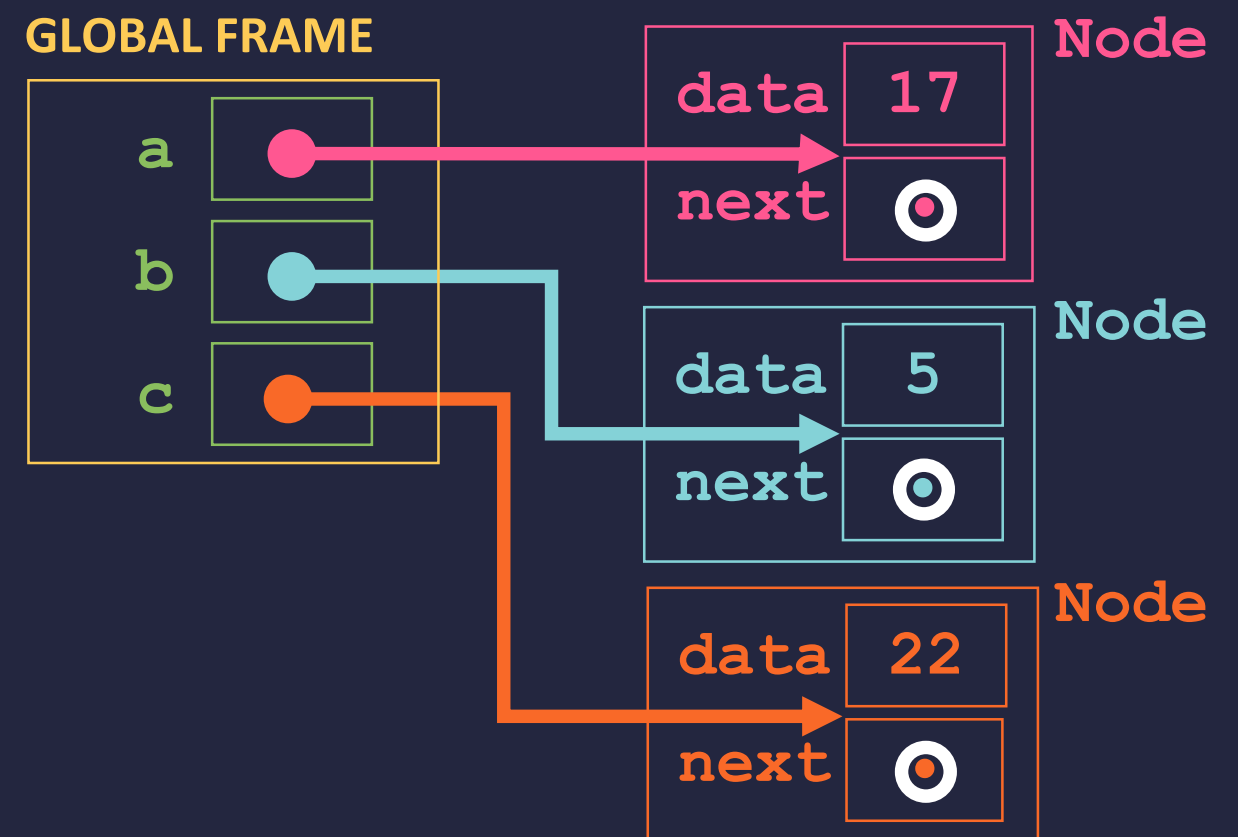 GLOBAL FRAME
a
b
c
Node
data 17
next
Node
data 5
next
Node
data 22
next